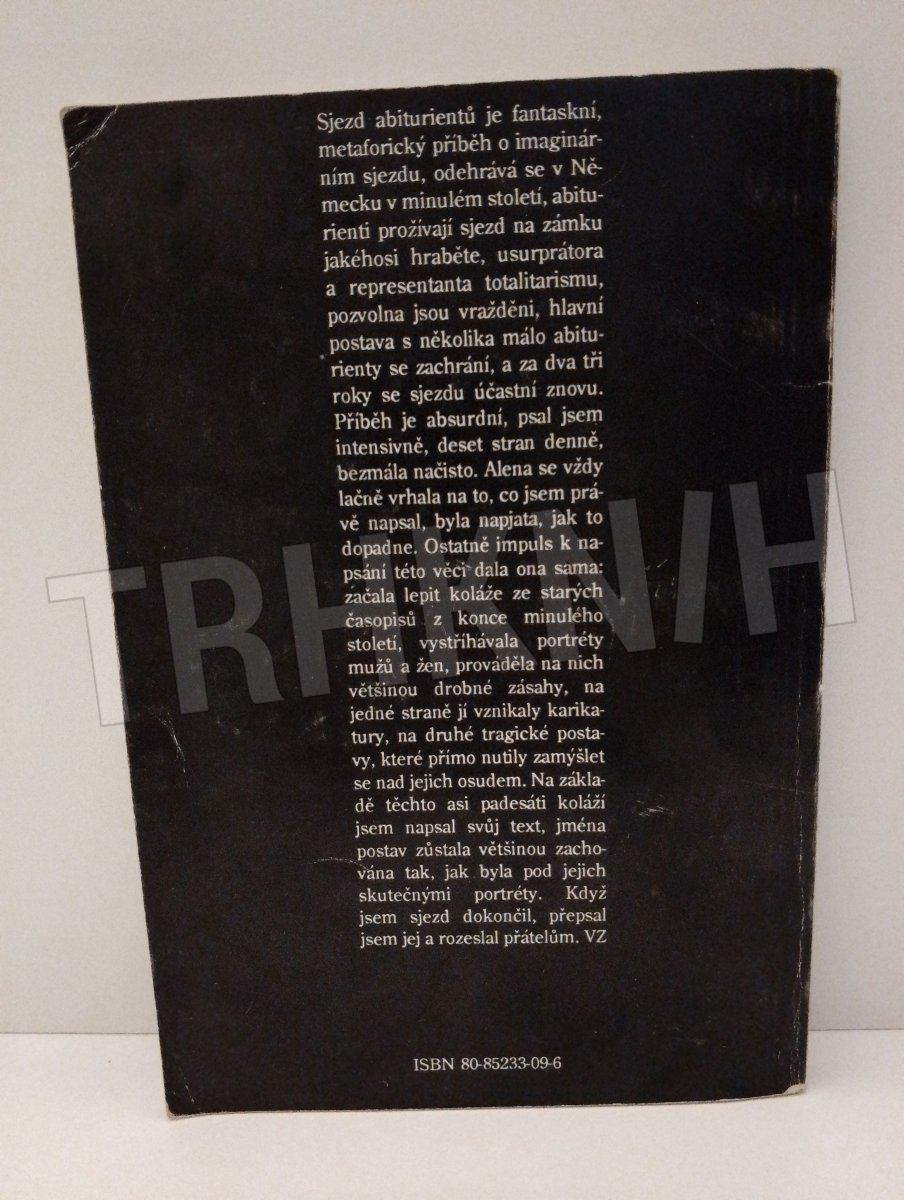 Sjezd abiturientů je fantaskní,
metaforický příběh o imaginár-
ním sjezdu, odehrává se v Ně-
mecku v minulém století, abitu-
rienti prožívají sjezd na zámku
jakéhosi hraběte, usurprátora
a representanta totalitarismu,
pozvolna jsou vražděni, hlavní
postava s několika málo abitu-
rienty se zachrání, a za dva tři
roky se sjezdu účastní znovu.
Příběh je absurdní, psal jsem
intensivně, deset stran denně,
bezmála načisto. Alena se vždy
lačně vrhala na to, co jsem prá-
vě napsal, byla napjata, jak to
dopadne. Ostatně impuls k na-
psání této věci dala ona sama:
začala lepit koláže ze starých
časopisů z konce minulého
století, vystříhávala portréty
mužů a žen, prováděla na nich
většinou drobné zásahy, na
jedné straně jí vznikaly karika-
tury, na druhé tragické posta-
vy, které přímo nutily zamýšlet
se nad jejich osudem. Na zákla-
dě těchto asi padesáti koláží
jsem napsal svůj text, jména
postav zůstala většinou zacho-
vána tak, jak byla pod jejich
skutečnými portréty. Když
jsem sjezd dokončil, přepsal
jsem jej a rozeslal přátelům. VZ
ISBN 80-85233-09-6
TRHKNIH